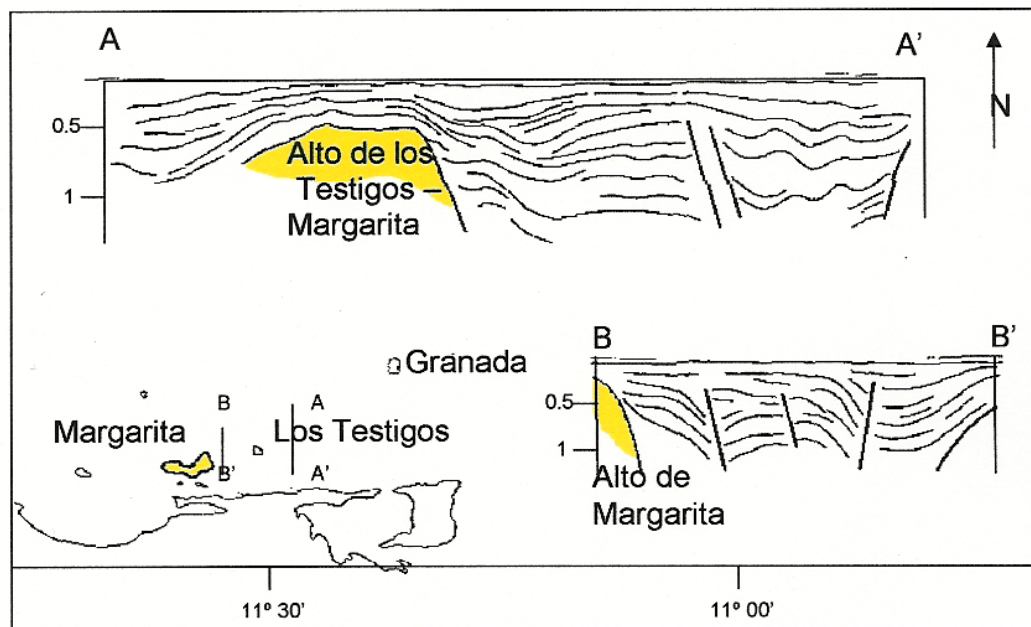 A
A'
N
0.5
1
Alto de los
Testigos –
Margarita
Granada
Margarita
B
A
Los Testigos
B'
A'
B
B'
0.5
1
Alto de
Margarita
11º 30'
11º 00'